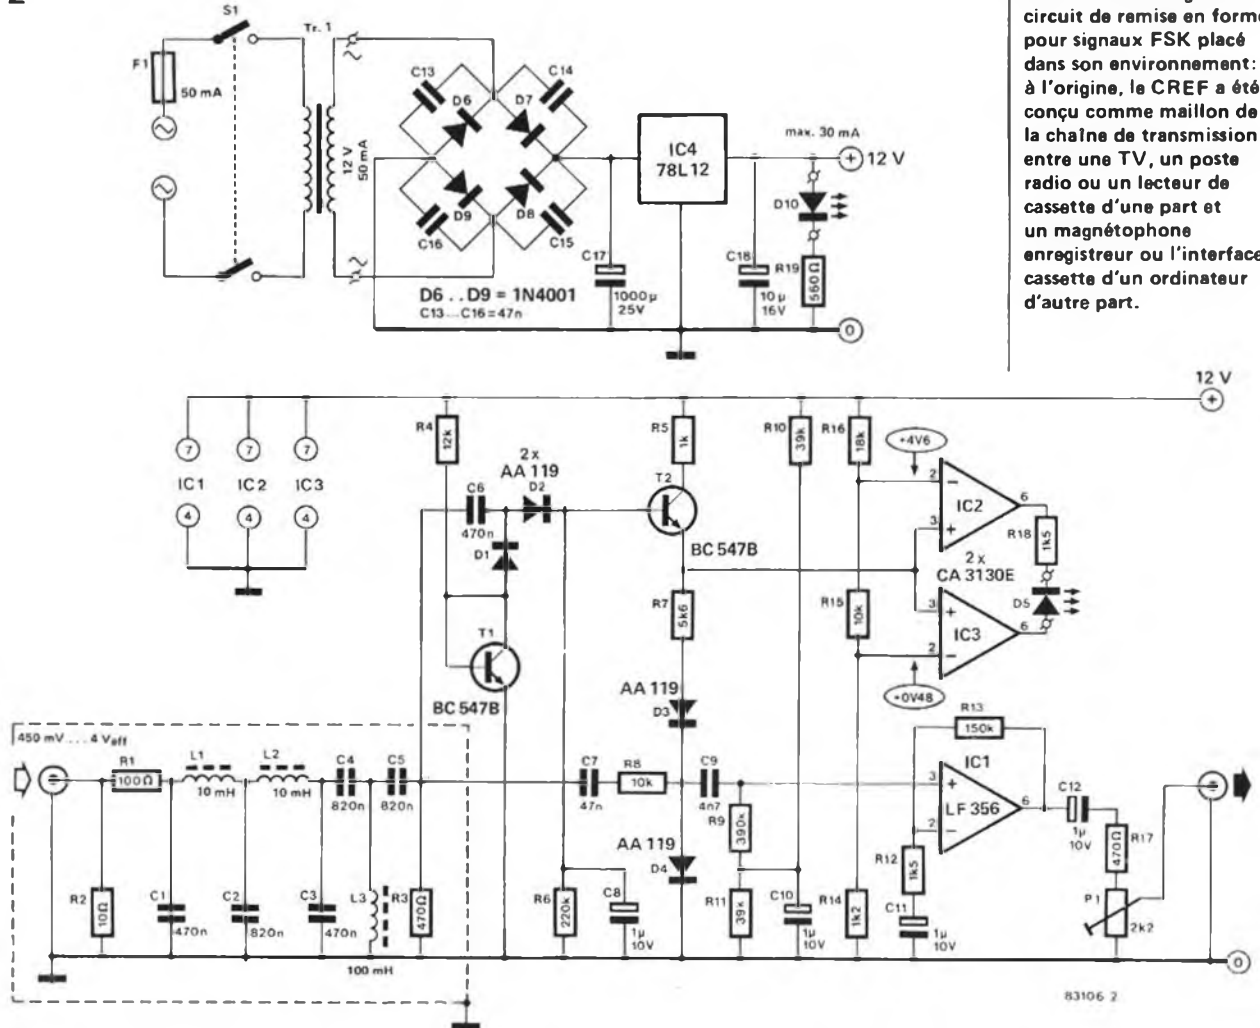 2
S1
Tr. 1
F1
50 mA
12 V
50 mA
C13
C14
D6
D7
D9
D8
C16
C15
D6 . . D9 = 1N4001
C13...C16=47n
C17
1000µ
25V
IC4
78L12
max. 30 mA
+ 12 V
D10
C18
10µ
16V
R19
560Ω
0
circuit de remise en forme
pour signaux FSK placé
dans son environnement:
à l'origine, le CREF a été
conçu comme maillon de
la chaîne de transmission
entre une TV, un poste
radio ou un lecteur de
cassette d'une part et
un magnétophone
enregistreur ou l'interface
cassette d'un ordinateur
d'autre part.
12 V
+
7
7
7
IC1
IC2
IC3
4
4
4
R4
12k
C6
470n
2x
AA 119
D2
D1
T1
BC 547B
R5
1k
T2
BC 547B
R7
5k6
R10
39k
R16
18k
+4V6
2
−
IC2
6
3
+
R18
1k5
2x
CA 3130E
D5
R15
10k
3
+
IC3
6
2
−
+0V48
AA 119
D3
R13
150k
450 mV . . . 4 Veff
R1
100Ω
L1
10 mH
L2
10 mH
C4
820n
C5
820n
C7
47n
R8
10k
C9
4n7
R9
390k
IC1
LF 356
3
+
2
−
6
C12
1µ
10V
R17
470Ω
P1
2k2
AA 119
D4
R2
10Ω
C1
470n
C2
820n
C3
470n
L3
100 mH
R3
470Ω
R6
220k
C8
1µ
10V
R11
39k
C10
1µ
10V
R14
1k2
R12
1k5
C11
1µ
10V
0
83106 2